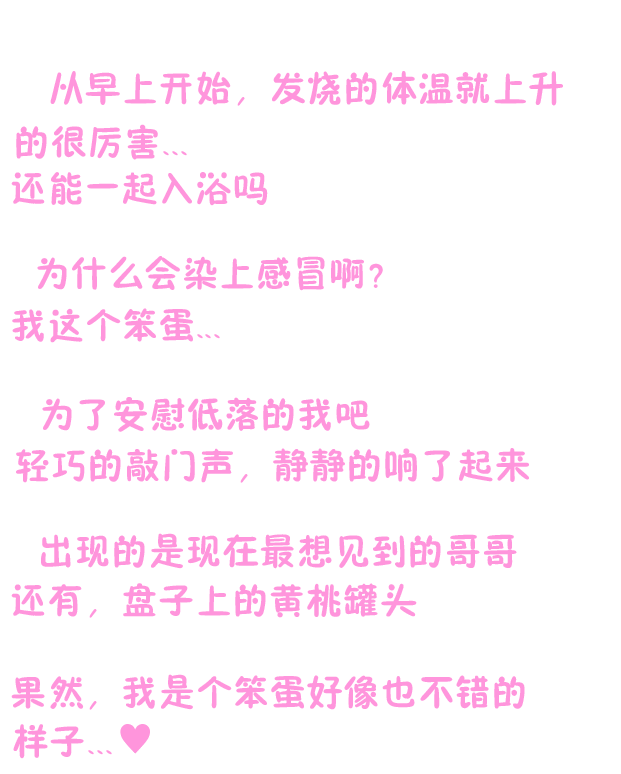 从早上开始，发烧的体温就上升
的很厉害...
还能一起入浴吗
为什么会染上感冒啊?
我这个笨蛋...
为了安慰低落的我吧
轻巧的敲门声，静静的响了起来
出现的是现在最想见到的哥哥
还有，盘子上的黄桃罐头
果然，我是个笨蛋好像也不错的
样子...♥